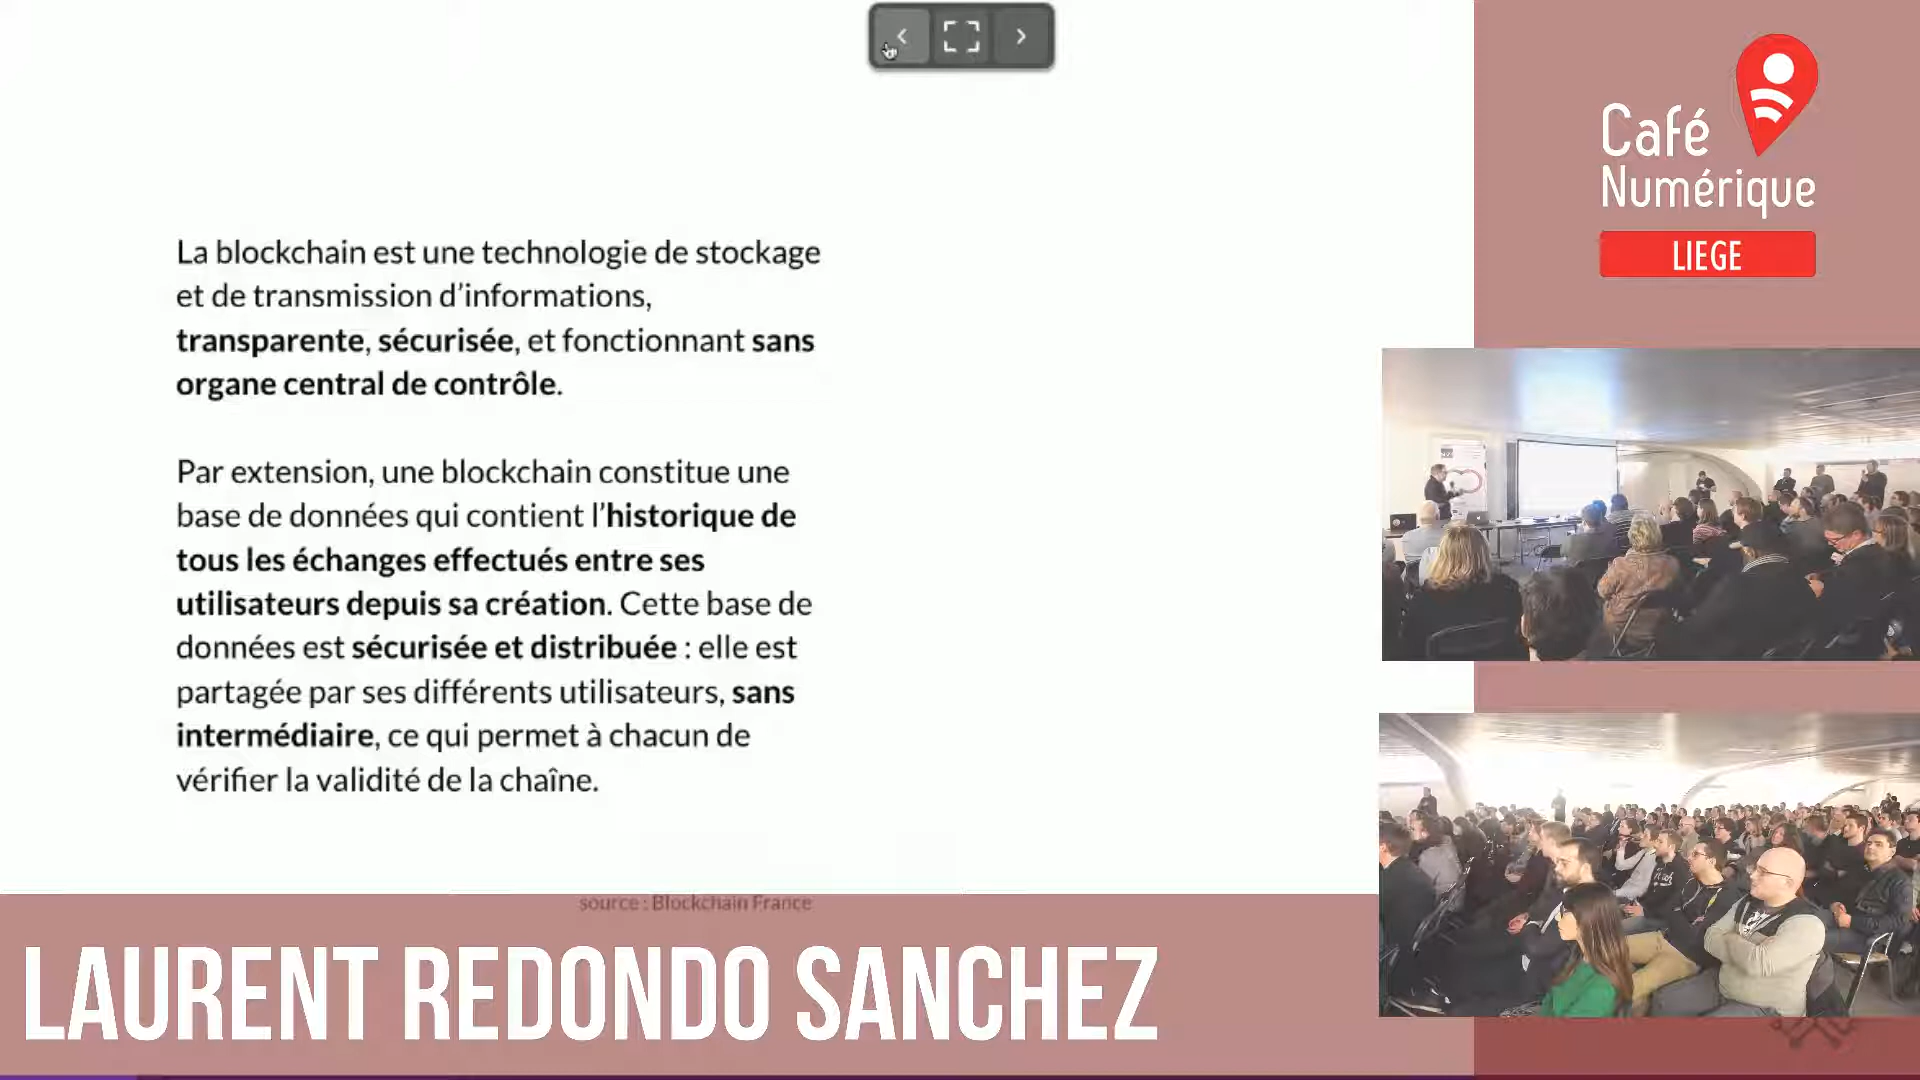 La blockchain est une technologie de stockage
et de transmission d’informations,
transparente, sécurisée, et fonctionnant sans
organe central de contrôle.
Par extension, une blockchain constitue une
base de données qui contient l’historique de
tous les échanges effectués entre ses
utilisateurs depuis sa création. Cette base de
données est sécurisée et distribuée : elle est
partagée par ses différents utilisateurs, sans
intermédiaire, ce qui permet à chacun de
vérifier la validité de la chaîne.
source : Blockchain France
LAURENT REDONDO SANCHEZ
Café
Numérique
LIEGE